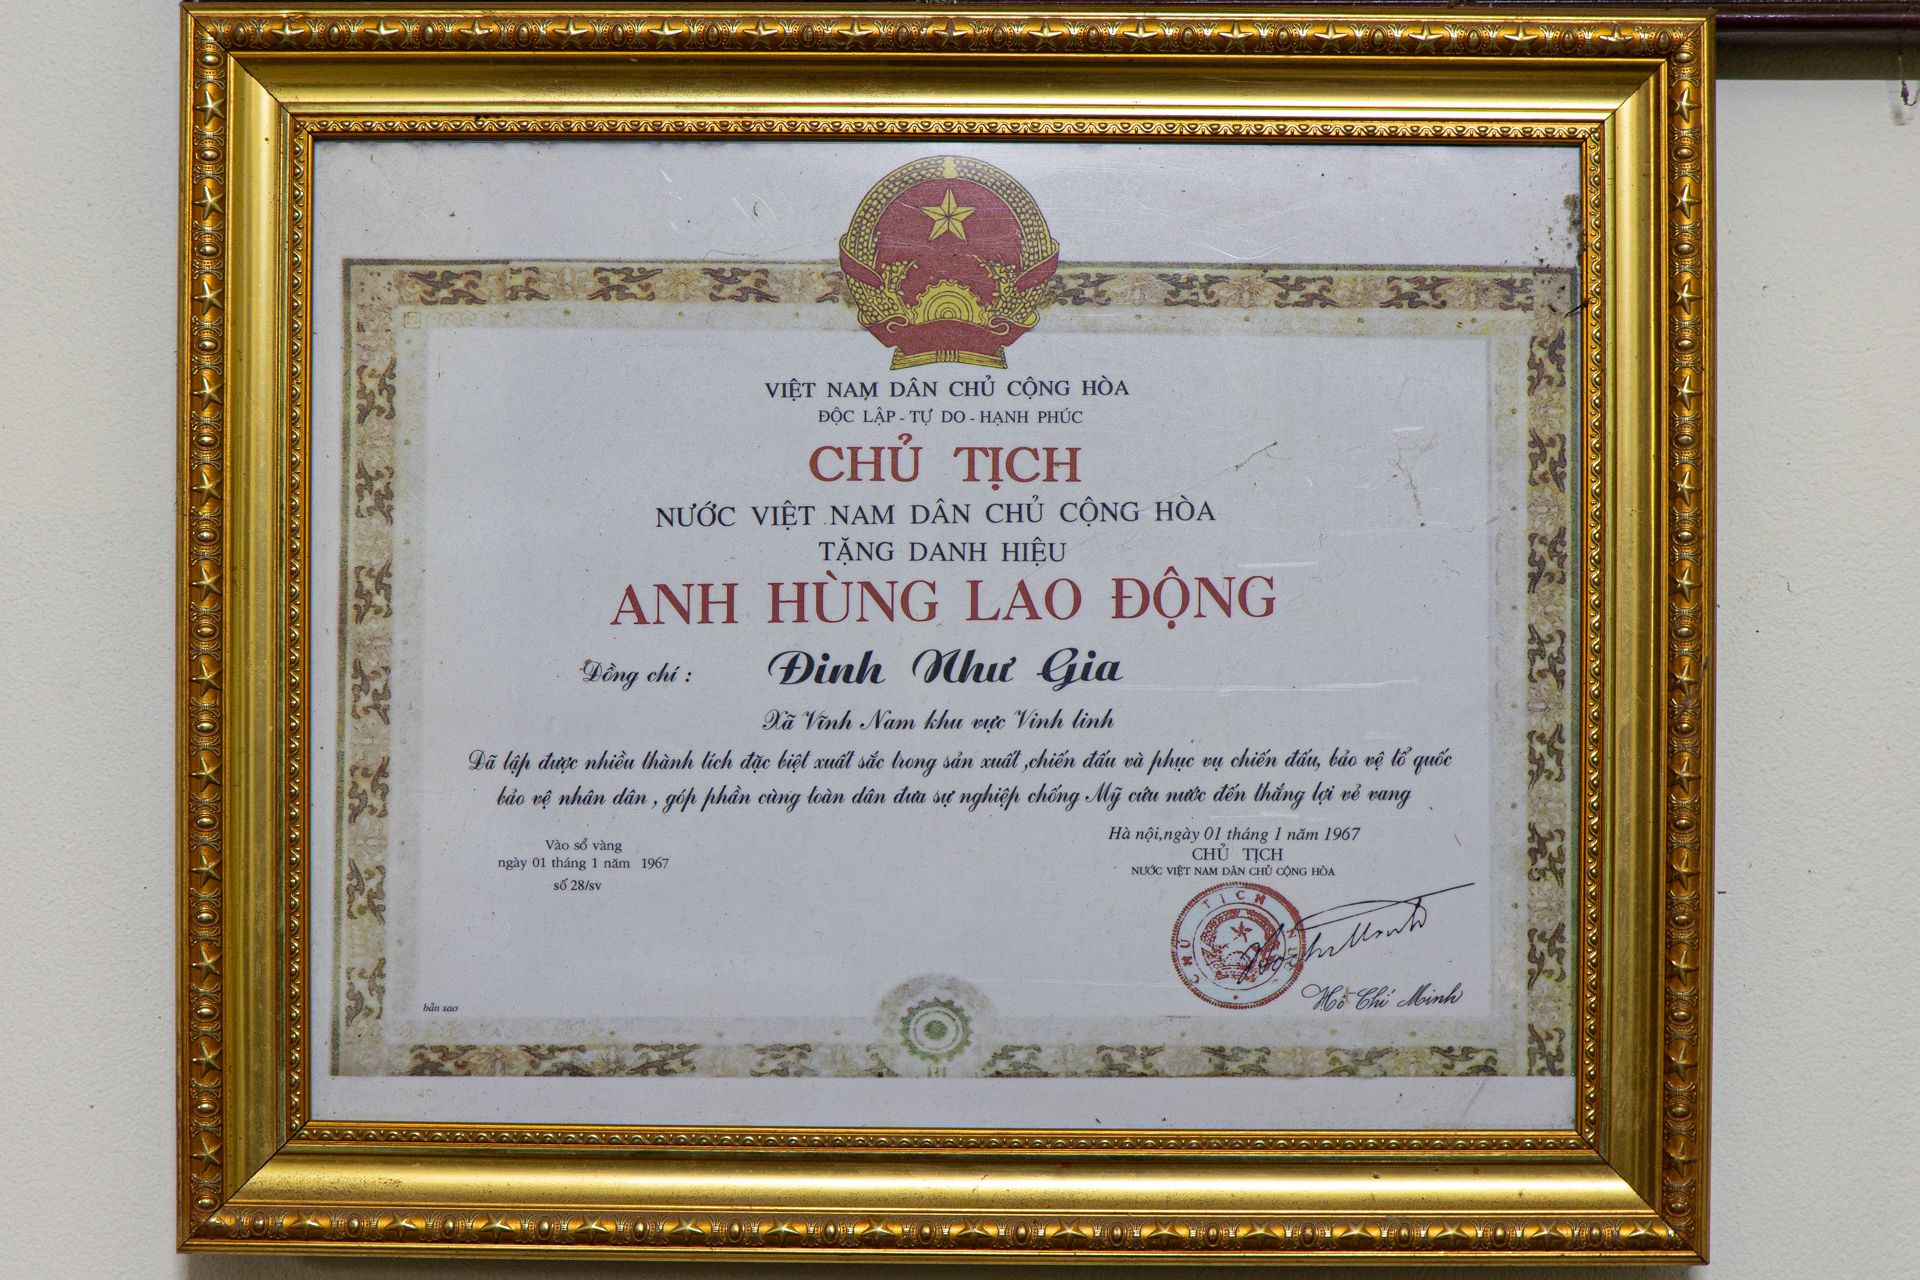 VIỆT NAM DÂN CHỦ CỘNG HÒA
ĐỘC LẬP - TỰ DO - HẠNH PHÚC
CHỦ TỊCH
NƯỚC VIỆT NAM DÂN CHỦ CỘNG HÒA
TẶNG DANH HIỆU
ANH HÙNG LAO ĐỘNG
Đồng chí : Đinh Như Gia
Xã Vĩnh Nam khu vực Vinh linh
Đã lập được nhiều thành tích đặc biệt xuất sắc trong sản xuất ,chiến đấu và phục vụ chiến đấu, bảo vệ tổ quốc
bảo vệ nhân dân , góp phần cùng toàn dân đưa sự nghiệp chống Mỹ cứu nước đến thắng lợi vẻ vang
Vào sổ vàng
ngày 01 tháng 1 năm 1967
số 28/sv
Hà nội,ngày 01 tháng 1 năm 1967
CHỦ TỊCH
NƯỚC VIỆT NAM DÂN CHỦ CỘNG HÒA
CHỦ TỊCH
Hồ Chí Minh
bản sao